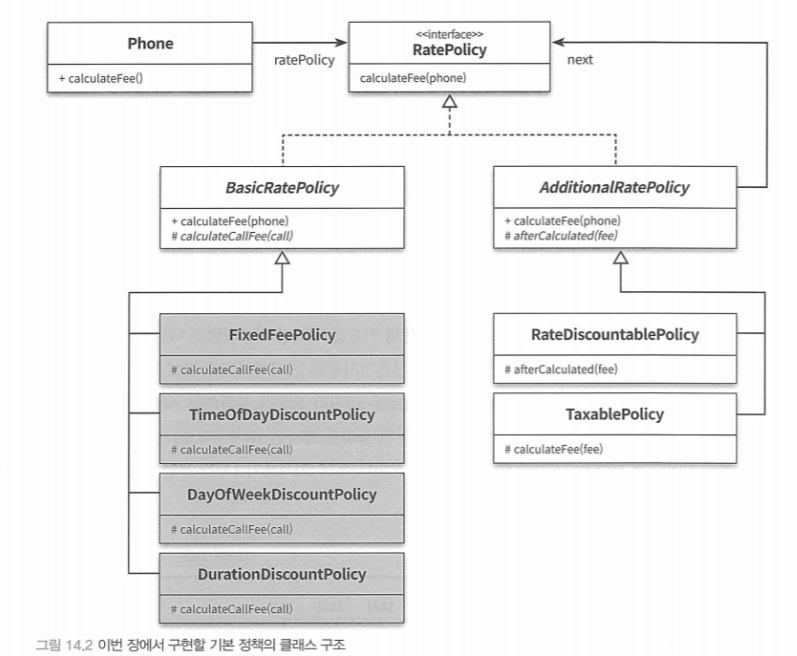 Phone
+ calculateFee()
ratePolicy
<<interface>>
RatePolicy
calculateFee(phone)
next
BasicRatePolicy
+ calculateFee(phone)
# calculateCallFee(call)
AdditionalRatePolicy
+ calculateFee(phone)
# afterCalculated(fee)
FixedFeePolicy
# calculateCallFee(call)
TimeOfDayDiscountPolicy
# calculateCallFee(call)
DayOfWeekDiscountPolicy
# calculateCallFee(call)
DurationDiscountPolicy
# calculateCallFee(call)
RateDiscountablePolicy
# afterCalculated(fee)
TaxablePolicy
# calculateFee(fee)
그림 14.2 이번 장에서 구현할 기본 정책의 클래스 구조